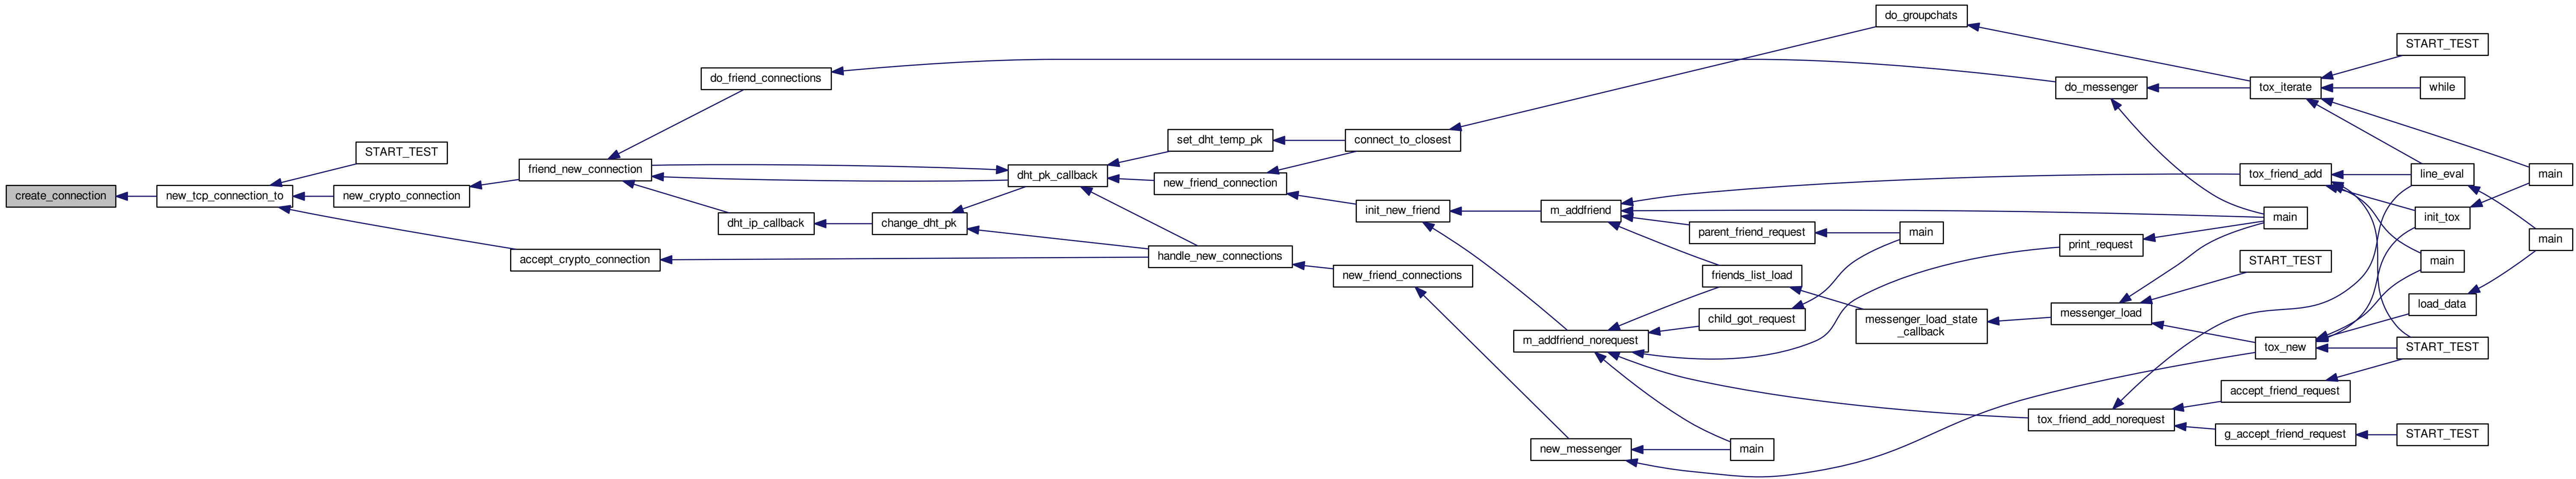 create_connection
new_tcp_connection_to
START_TEST
new_crypto_connection
accept_crypto_connection
friend_new_connection
do_friend_connections
dht_ip_callback
change_dht_pk
dht_pk_callback
handle_new_connections
set_dht_temp_pk
new_friend_connection
connect_to_closest
init_new_friend
new_friend_connections
m_addfriend
m_addfriend_norequest
new_messenger
parent_friend_request
friends_list_load
child_got_request
main
main
do_groupchats
messenger_load_state
_callback
do_messenger
print_request
messenger_load
tox_friend_add_norequest
tox_iterate
tox_friend_add
main
START_TEST
tox_new
accept_friend_request
g_accept_friend_request
START_TEST
while
line_eval
init_tox
main
load_data
START_TEST
START_TEST
main
main